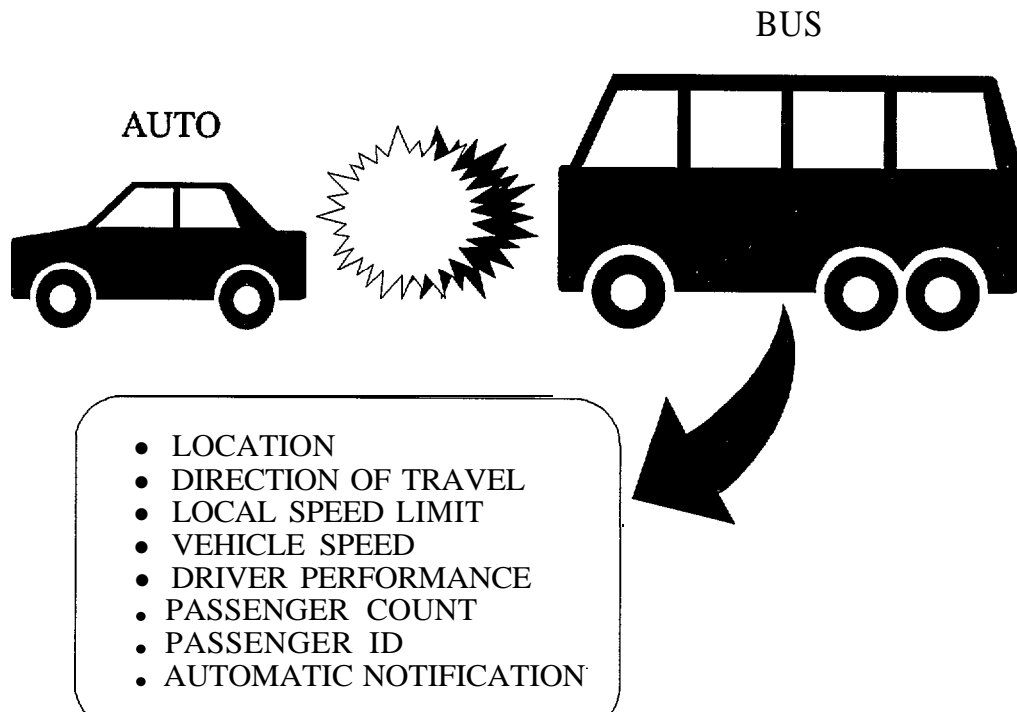 BUS
AUTO
• LOCATION
• DIRECTION OF TRAVEL
• LOCAL SPEED LIMIT
• VEHICLE SPEED
• DRIVER PERFORMANCE
• PASSENGER COUNT
• PASSENGER ID
• AUTOMATIC NOTIFICATION